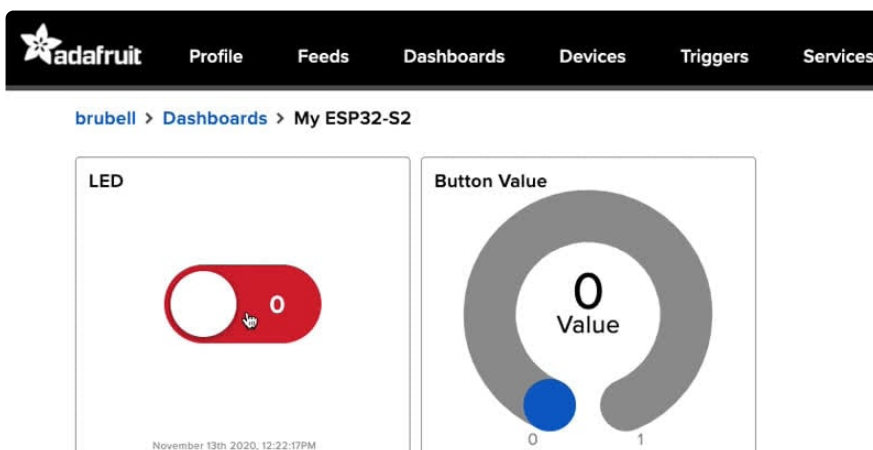 adafruit Profile Feeds Dashboards Devices Triggers Services
brubell > Dashboards > My ESP32-S2
LED
0
November 13th 2020, 12:22:17PM
Button Value
0
Value
0 1